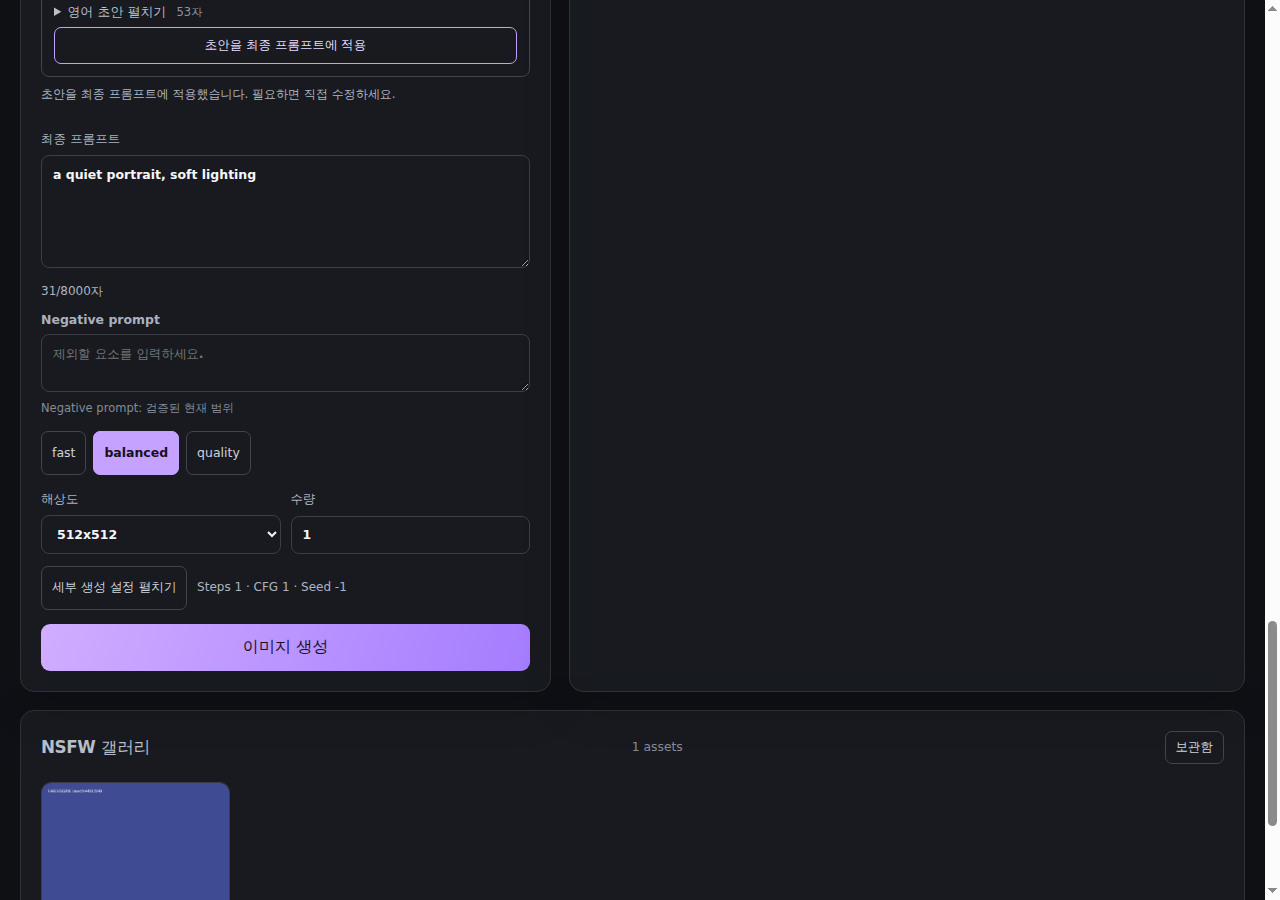 ▶ 영어 초안 펼치기 53자
초안을 최종 프롬프트에 적용
초안을 최종 프롬프트에 적용했습니다. 필요하면 직접 수정하세요.
최종 프롬프트
a quiet portrait, soft lighting
31/8000자
Negative prompt
제외할 요소를 입력하세요.
Negative prompt: 검증된 현재 범위
fast balanced quality
해상도 수량
512x512 1
세부 생성 설정 펼치기 Steps 1 · CFG 1 · Seed -1
이미지 생성
NSFW 갤러리 1 assets 보관함